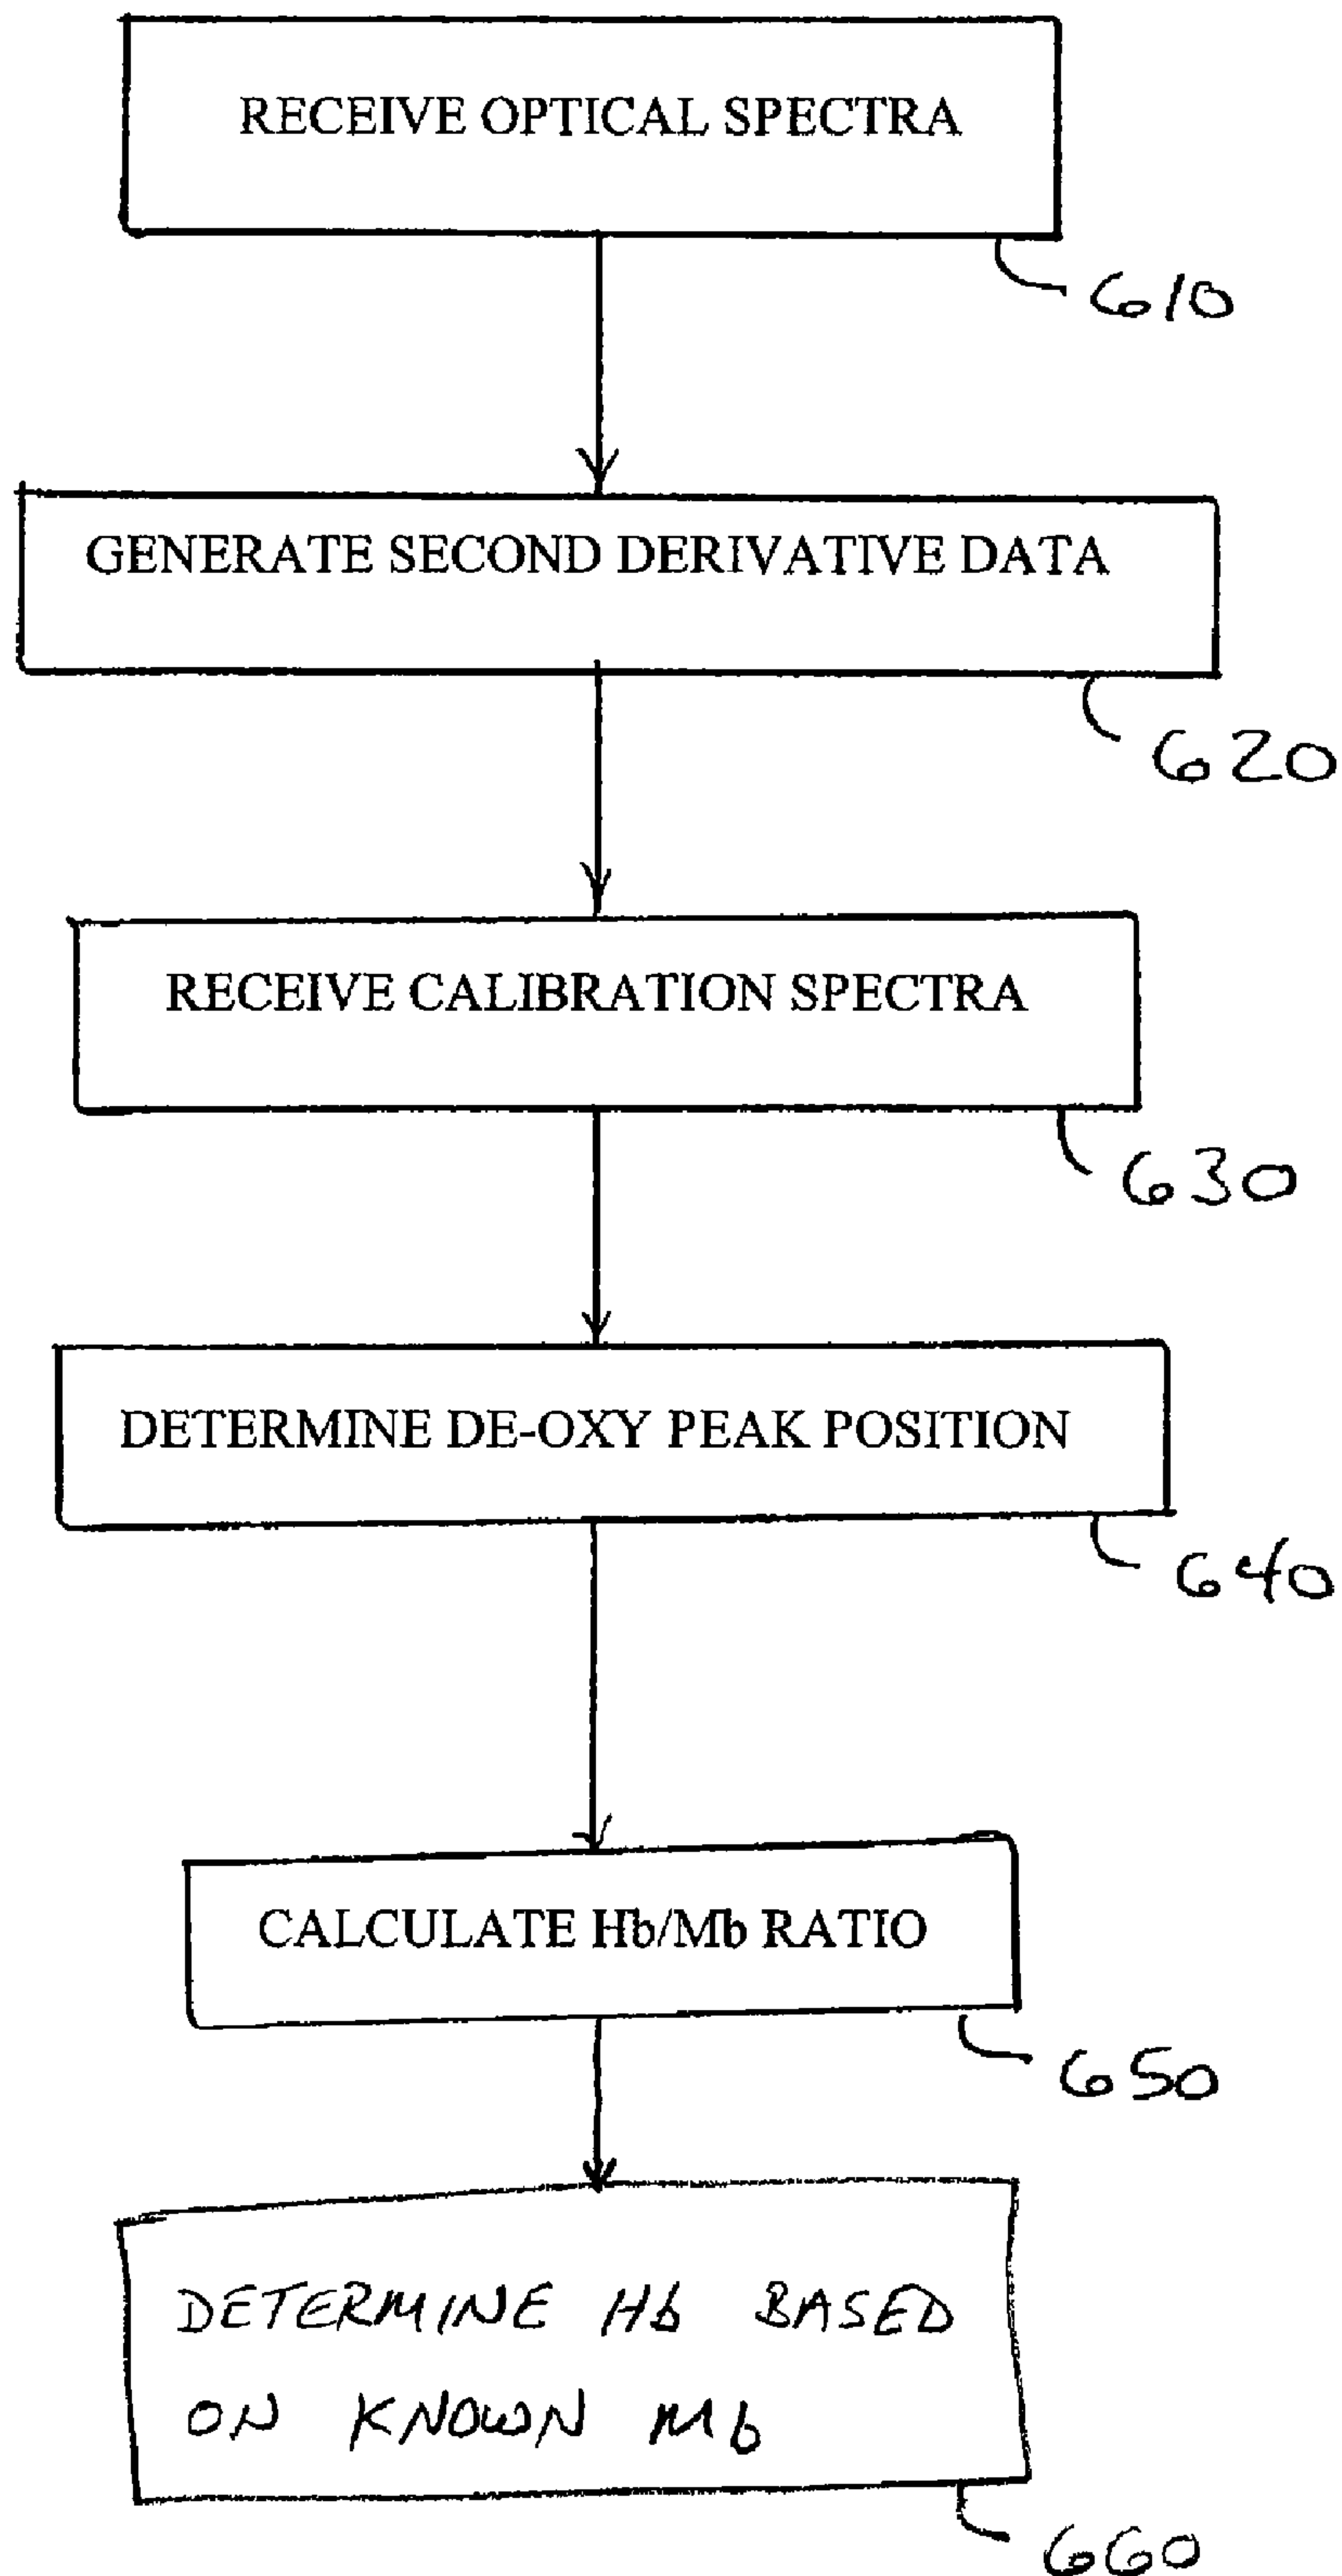 RECEIVE OPTICAL SPECTRA
610
GENERATE SECOND DERIVATIVE DATA
620
RECEIVE CALIBRATION SPECTRA
630
DETERMINE DE-OXY PEAK POSITION
640
CALCULATE Hb/Mb RATIO
650
DETERMINE Hb BASED
ON KNOWN Mb
660